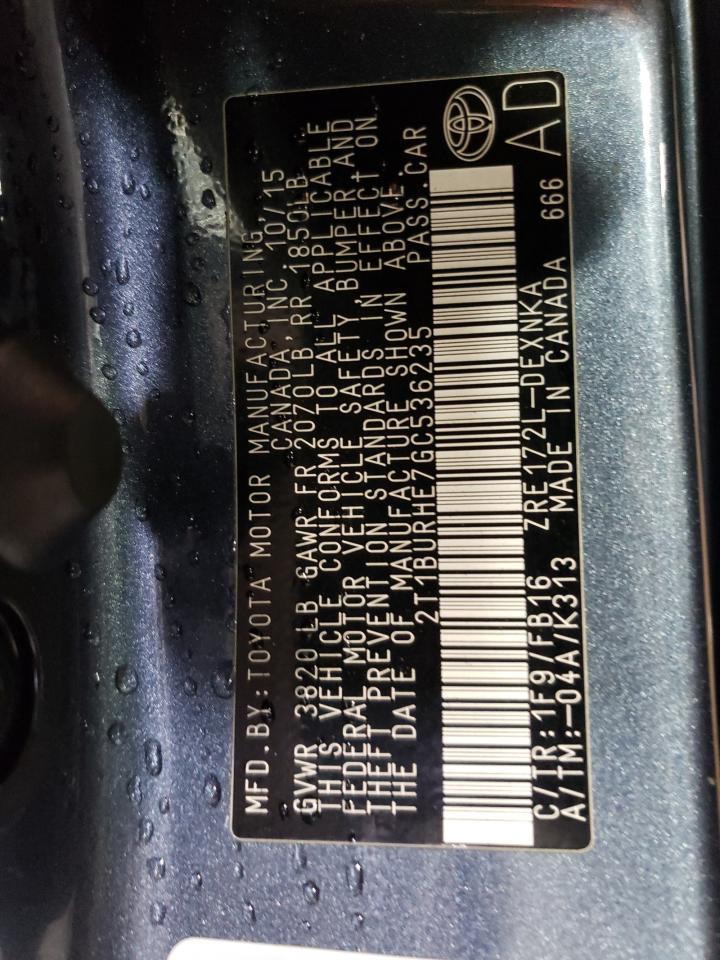 MFD.BY:TOYOTA MOTOR MANUFACTURING
CANADA,INC 10/15
GVWR 3820 LB GAWR FR 2070LB RR 1850LB
THIS VEHICLE CONFORMS TO ALL APPLICABLE
FEDERAL MOTOR VEHICLE SAFETY, BUMPER AND
THEFT PREVENTION STANDARDS IN EFFECT ON
THE DATE OF MANUFACTURE SHOWN ABOVE.
2T1BURHE7GC536235 PASS.CAR
C/TR:1F9/FB16 ZRE172L-DEXNKA 666
A/TM:-04A/K313 MADE IN CANADA
AD